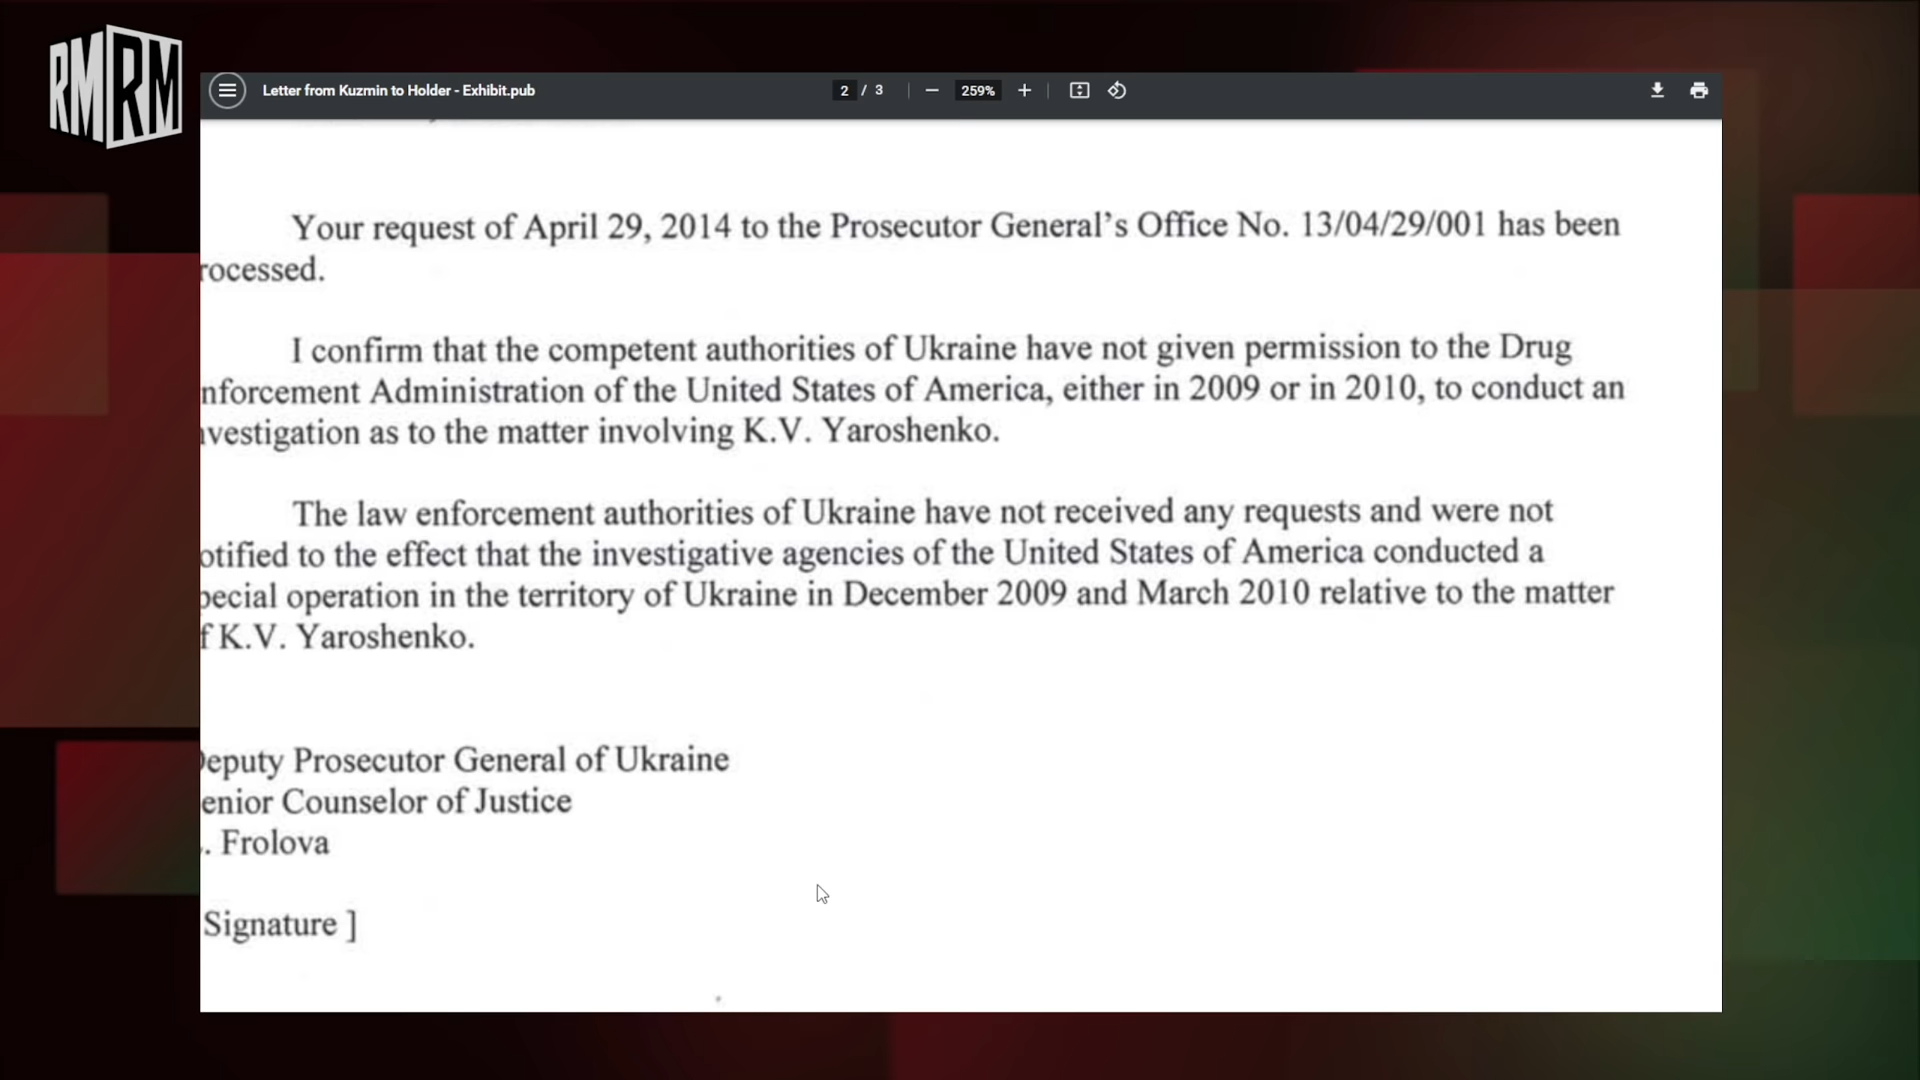 RMRM
Letter from Kuzmin to Holder - Exhibit.pub
2 / 3
259%
Your request of April 29, 2014 to the Prosecutor General's Office No. 13/04/29/001 has been
rocessed.
I confirm that the competent authorities of Ukraine have not given permission to the Drug
nforcement Administration of the United States of America, either in 2009 or in 2010, to conduct an
vestigation as to the matter involving K.V. Yaroshenko.
The law enforcement authorities of Ukraine have not received any requests and were not
otified to the effect that the investigative agencies of the United States of America conducted a
pecial operation in the territory of Ukraine in December 2009 and March 2010 relative to the matter
f K.V. Yaroshenko.
Deputy Prosecutor General of Ukraine
enior Counselor of Justice
. Frolova
Signature ]